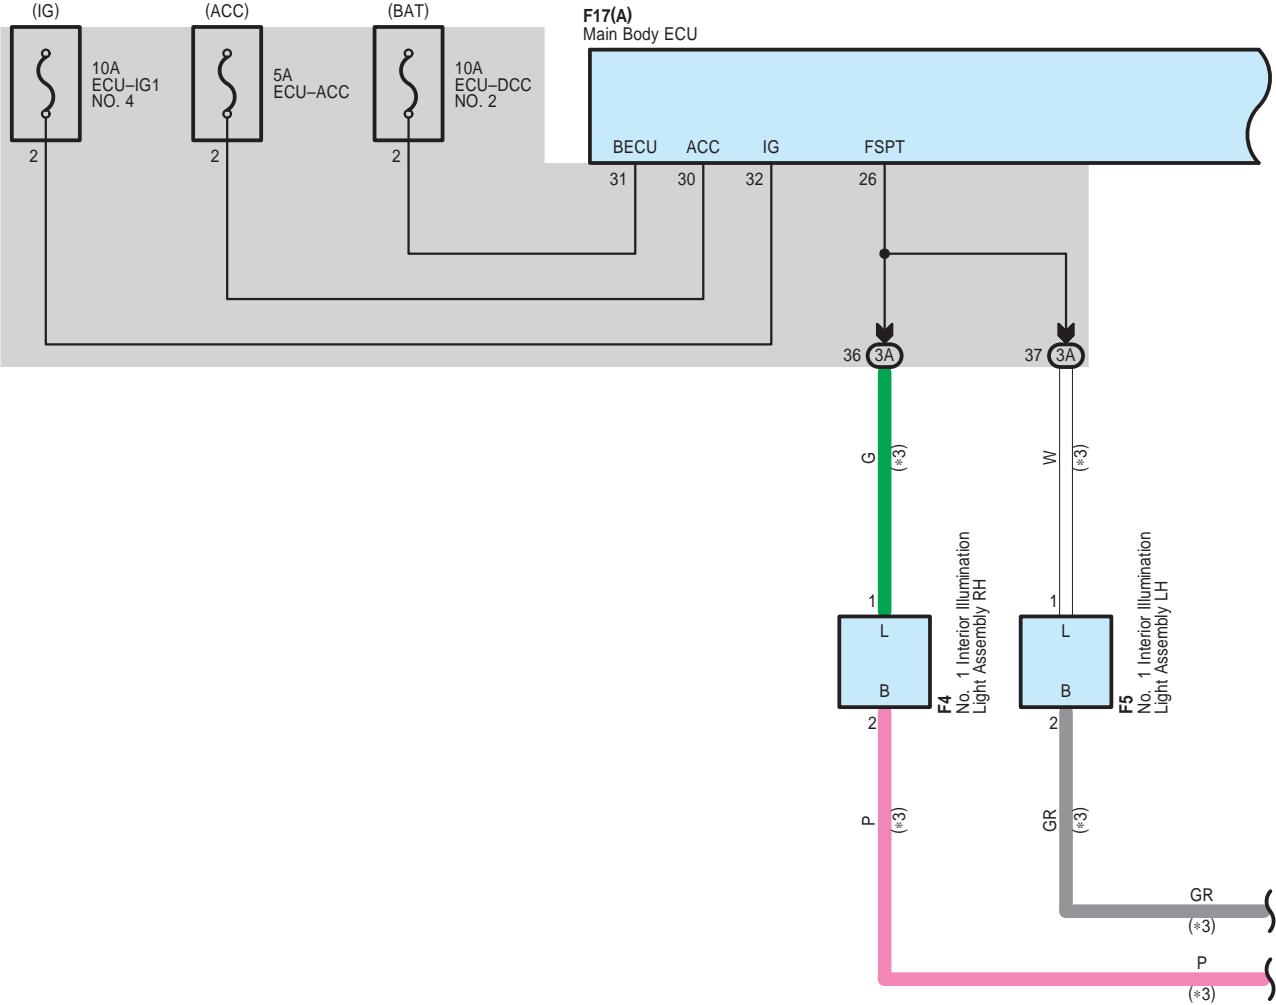 (IG)
(ACC)
(BAT)
F17(A)
Main Body ECU
10A
ECU–IG1
NO. 4
5A
ECU–ACC
10A
ECU–DCC
NO. 2
2
2
2
BECU
ACC
IG
FSPT
31
30
32
26
36
3A
37
3A
G
(*3)
W
(*3)
1
L
B
2
F4
No. 1 Interior Illumination
Light Assembly RH
1
L
B
2
F5
No. 1 Interior Illumination
Light Assembly LH
P
(*3)
GR
(*3)
GR
(*3)
P
(*3)